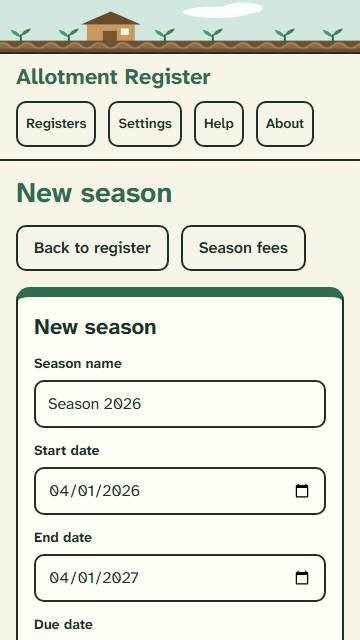 Allotment Register
Registers
Settings
Help
About
New season
Back to register
Season fees
New season
Season name
Season 2026
Start date
04/01/2026
End date
04/01/2027
Due date